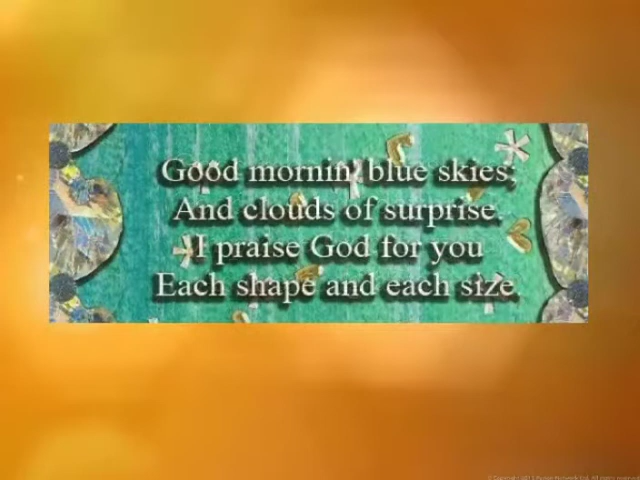 Good mornin' blue skies;
And clouds of surprise.
I praise God for you
Each shape and each size.